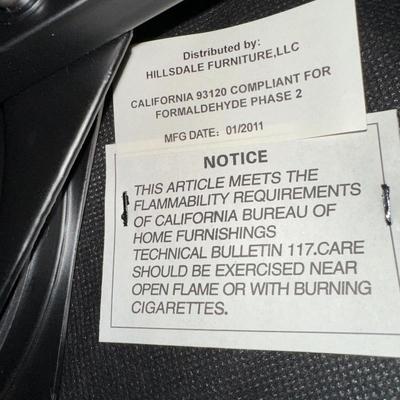 Distributed by:
HILLSDALE FURNITURE,LLC
CALIFORNIA 93120 COMPLIANT FOR
FORMALDEHYDE PHASE 2
MFG DATE: 01/2011
NOTICE
THIS ARTICLE MEETS THE
FLAMMABILITY REQUIREMENTS
OF CALIFORNIA BUREAU OF
HOME FURNISHINGS
TECHNICAL BULLETIN 117.CARE
SHOULD BE EXERCISED NEAR
OPEN FLAME OR WITH BURNING
CIGARETTES.